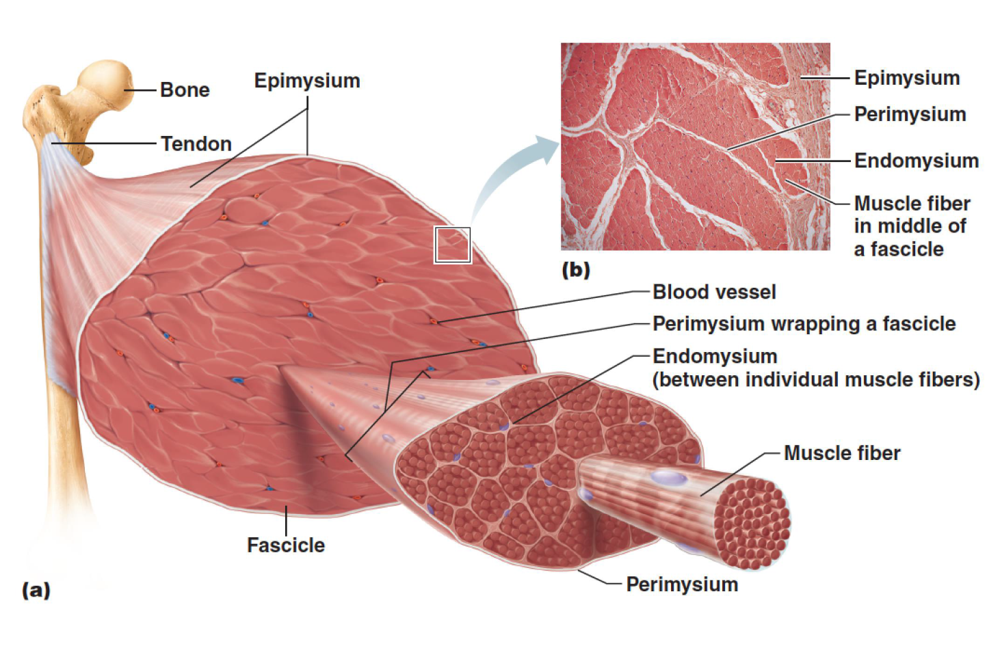 Bone
Epimysium
Tendon
Epimysium
Perimysium
Endomysium
Muscle fiber
in middle of
a fascicle
(b)
Blood vessel
Perimysium wrapping a fascicle
Endomysium
(between individual muscle fibers)
Muscle fiber
Fascicle
Perimysium
(a)